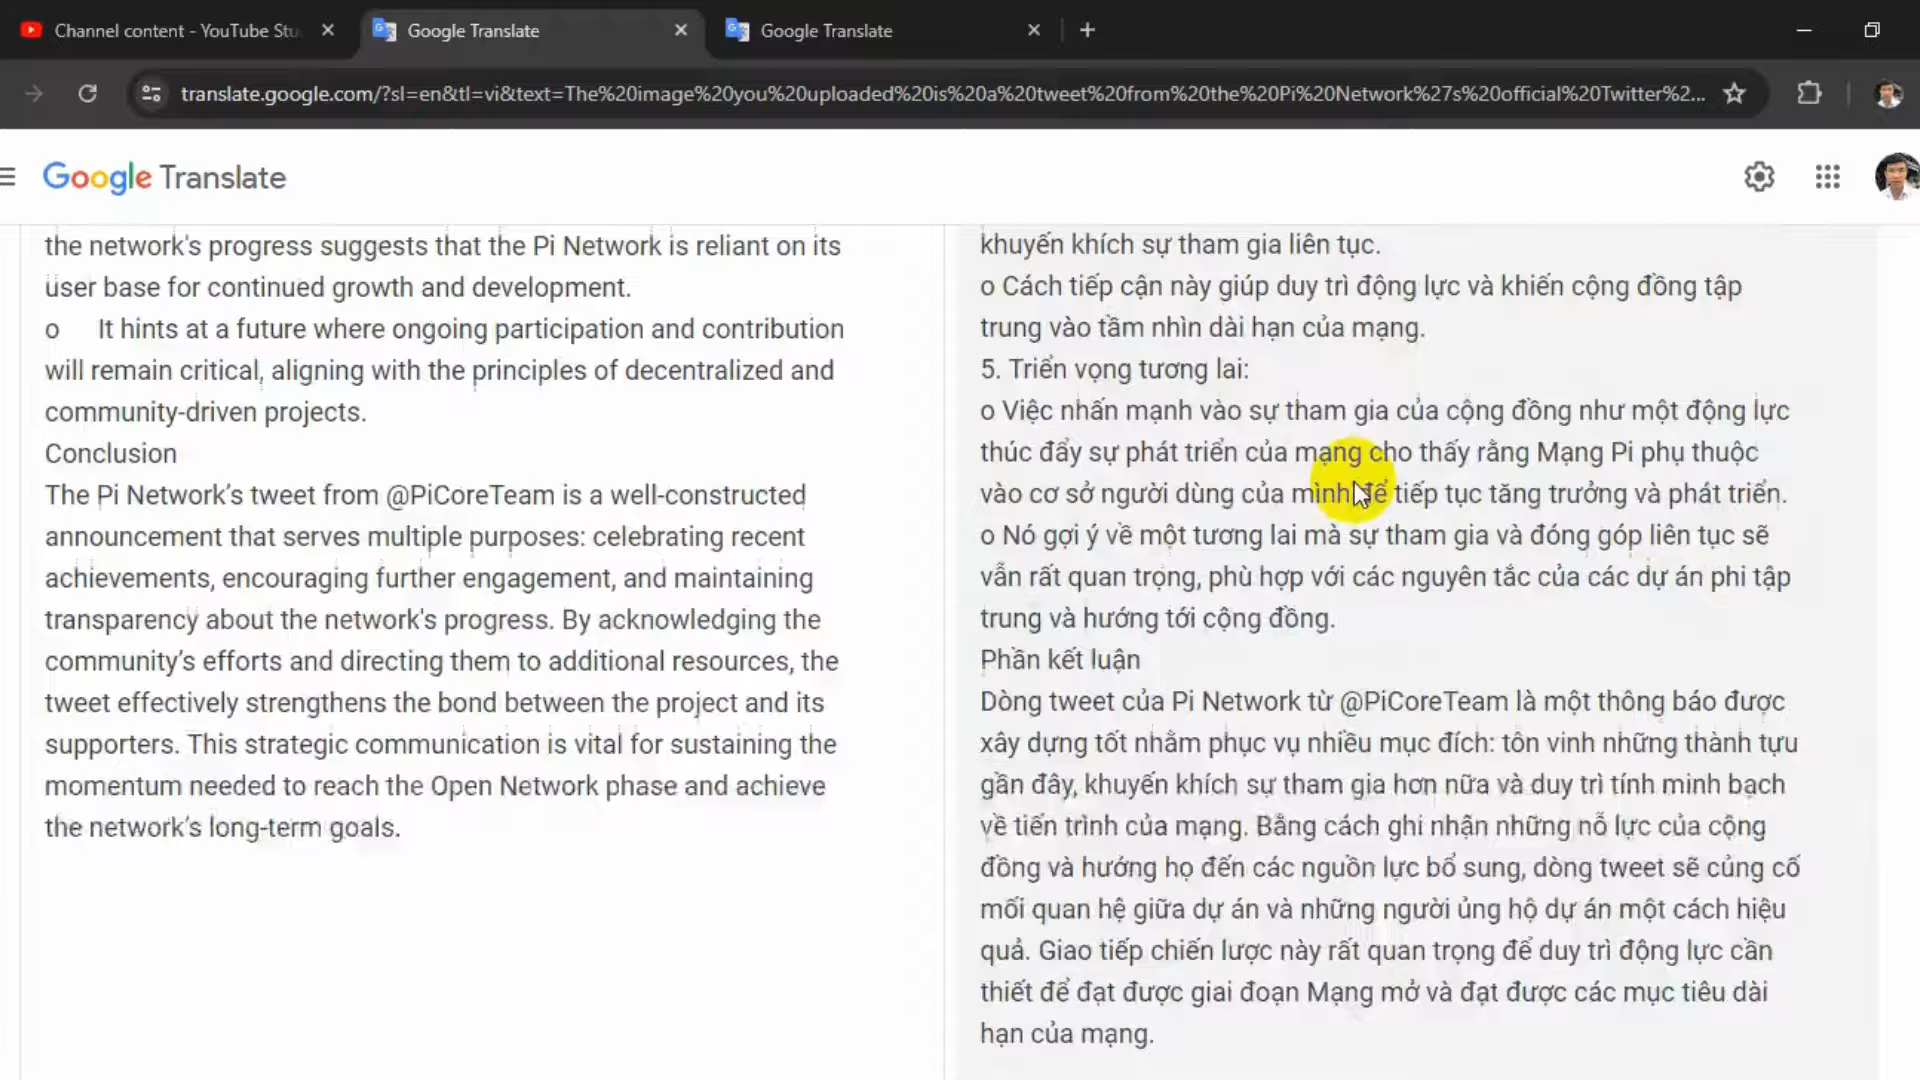 Channel content - YouTube Stu
Google Translate
Google Translate
translate.google.com/?sl=en&tl=vi&text=The%20image%20you%20uploaded%20is%20a%20tweet%20from%20the%20Pi%20Network%27s%20official%20Twitter%2...
Google Translate
the network's progress suggests that the Pi Network is reliant on its
user base for continued growth and development.
o It hints at a future where ongoing participation and contribution
will remain critical, aligning with the principles of decentralized and
community-driven projects.
Conclusion
The Pi Network’s tweet from @PiCoreTeam is a well-constructed
announcement that serves multiple purposes: celebrating recent
achievements, encouraging further engagement, and maintaining
transparency about the network's progress. By acknowledging the
community’s efforts and directing them to additional resources, the
tweet effectively strengthens the bond between the project and its
supporters. This strategic communication is vital for sustaining the
momentum needed to reach the Open Network phase and achieve
the network’s long-term goals.
khuyến khích sự tham gia liên tục.
o Cách tiếp cận này giúp duy trì động lực và khiến cộng đồng tập
trung vào tầm nhìn dài hạn của mạng.
5. Triển vọng tương lai:
o Việc nhấn mạnh vào sự tham gia của cộng đồng như một động lực
thúc đẩy sự phát triển của mạng cho thấy rằng Mạng Pi phụ thuộc
vào cơ sở người dùng của mình để tiếp tục tăng trưởng và phát triển.
o Nó gợi ý về một tương lai mà sự tham gia và đóng góp liên tục sẽ
vẫn rất quan trọng, phù hợp với các nguyên tắc của các dự án phi tập
trung và hướng tới cộng đồng.
Phần kết luận
Dòng tweet của Pi Network từ @PiCoreTeam là một thông báo được
xây dựng tốt nhằm phục vụ nhiều mục đích: tôn vinh những thành tựu
gần đây, khuyến khích sự tham gia hơn nữa và duy trì tính minh bạch
về tiến trình của mạng. Bằng cách ghi nhận những nỗ lực của cộng
đồng và hướng họ đến các nguồn lực bổ sung, dòng tweet sẽ củng cố
mối quan hệ giữa dự án và những người ủng hộ dự án một cách hiệu
quả. Giao tiếp chiến lược này rất quan trọng để duy trì động lực cần
thiết để đạt được giai đoạn Mạng mở và đạt được các mục tiêu dài
hạn của mạng.